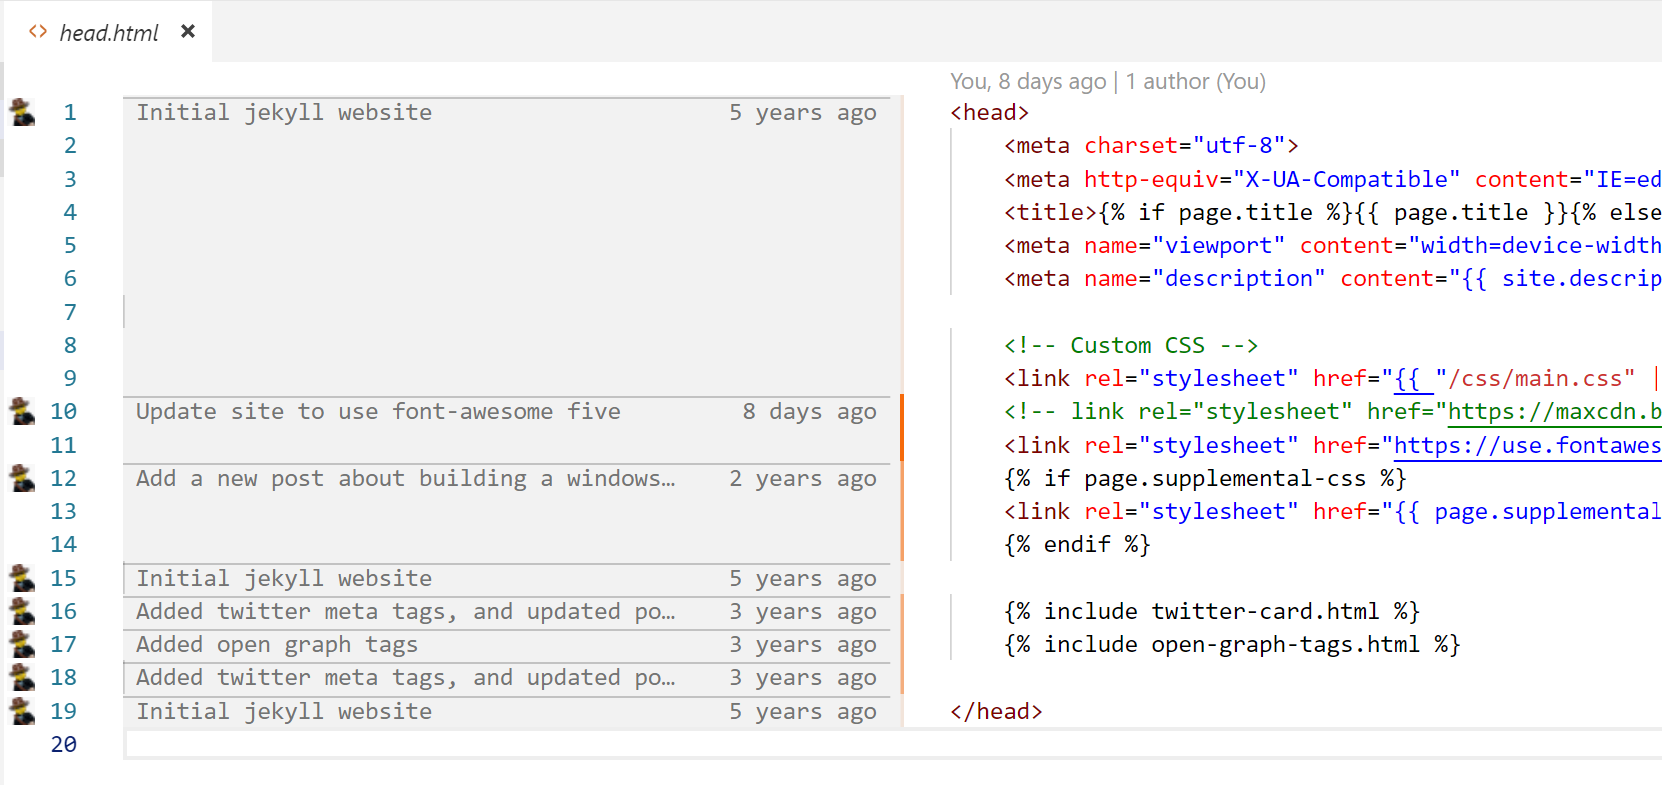 <> head.html ×
You, 8 days ago | 1 author (You)
1 Initial jekyll website 5 years ago <head>
2 <meta charset="utf-8">
3 <meta http-equiv="X-UA-Compatible" content="IE=ed
4 <title>{% if page.title %}{{ page.title }}{% else
5 <meta name="viewport" content="width=device-width
6 <meta name="description" content="{{ site.descrip
7
8 <!-- Custom CSS -->
9 <link rel="stylesheet" href="{{ "/css/main.css" |
10 Update site to use font-awesome five 8 days ago <!-- link rel="stylesheet" href="https://maxcdn.b
11 <link rel="stylesheet" href="https://use.fontawes
12 Add a new post about building a windows… 2 years ago {% if page.supplemental-css %}
13 <link rel="stylesheet" href="{{ page.supplemental
14 {% endif %}
15 Initial jekyll website 5 years ago
16 Added twitter meta tags, and updated po… 3 years ago {% include twitter-card.html %}
17 Added open graph tags 3 years ago {% include open-graph-tags.html %}
18 Added twitter meta tags, and updated po… 3 years ago
19 Initial jekyll website 5 years ago </head>
20